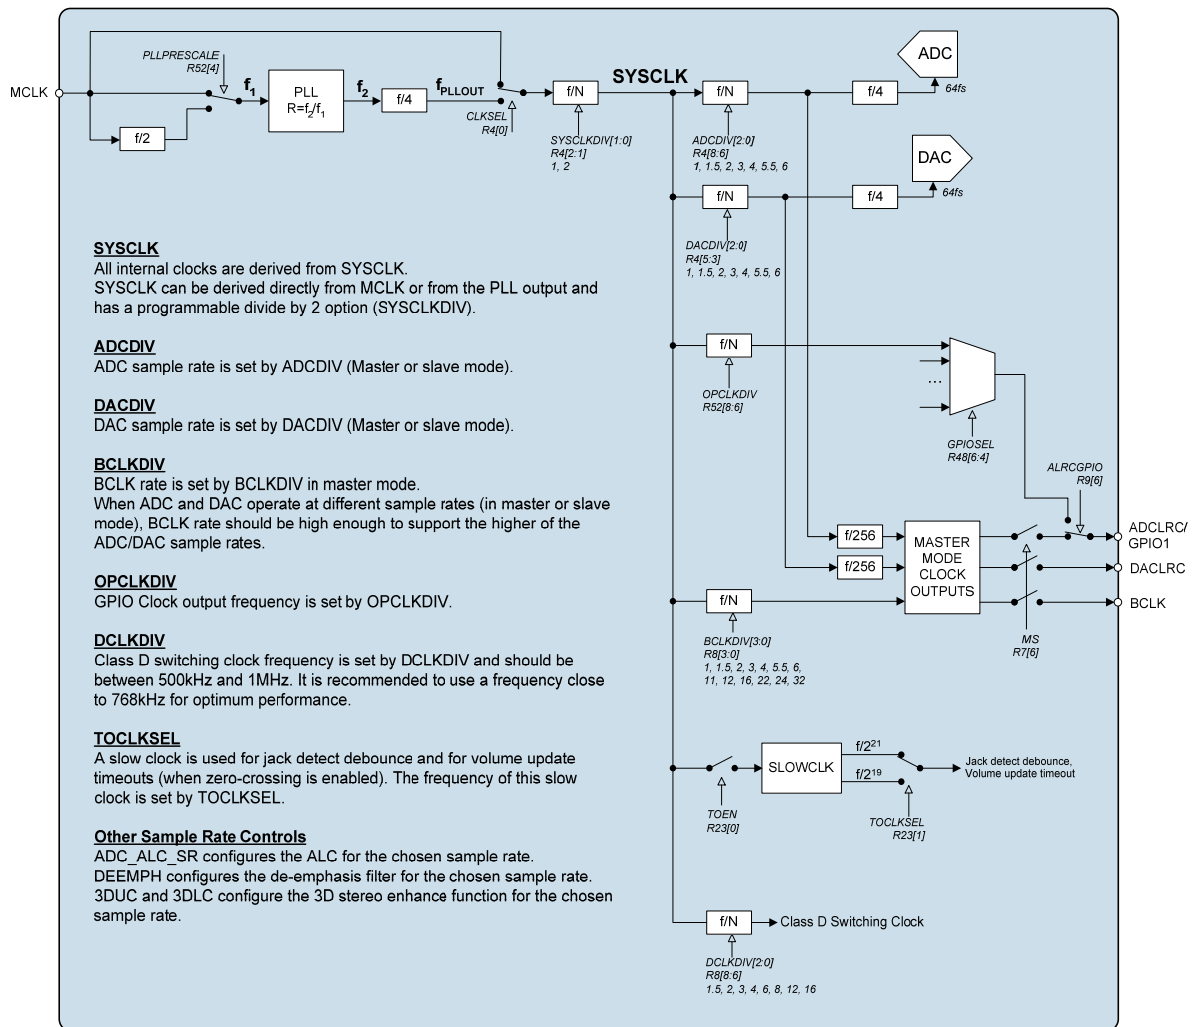 MCLK
PLLPRESCALE
R52[4]
f/2
f1
PLL
R=f2/f1
f2
f/4
fPLLOUT
CLKSEL
R4[0]
f/N
SYSCLKDIV[1:0]
R4[2:1]
1, 2
SYSCLK
f/N
ADCDIV[2:0]
R4[8:6]
1, 1.5, 2, 3, 4, 5.5, 6
f/4
ADC
64fs
f/N
DACDIV[2:0]
R4[5:3]
1, 1.5, 2, 3, 4, 5.5, 6
f/4
DAC
64fs
SYSCLK
All internal clocks are derived from SYSCLK.
SYSCLK can be derived directly from MCLK or from the PLL output and
has a programmable divide by 2 option (SYSCLKDIV).
ADCDIV
ADC sample rate is set by ADCDIV (Master or slave mode).
DACDIV
DAC sample rate is set by DACDIV (Master or slave mode).
BCLKDIV
BCLK rate is set by BCLKDIV in master mode.
When ADC and DAC operate at different sample rates (in master or slave
mode), BCLK rate should be high enough to support the higher of the
ADC/DAC sample rates.
OPCLKDIV
GPIO Clock output frequency is set by OPCLKDIV.
DCLKDIV
Class D switching clock frequency is set by DCLKDIV and should be
between 500kHz and 1MHz. It is recommended to use a frequency close
to 768kHz for optimum performance.
TOCLKSEL
A slow clock is used for jack detect debounce and for volume update
timeouts (when zero-crossing is enabled). The frequency of this slow
clock is set by TOCLKSEL.
Other Sample Rate Controls
ADC_ALC_SR configures the ALC for the chosen sample rate.
DEEMPH configures the de-emphasis filter for the chosen sample rate.
3DUC and 3DLC configure the 3D stereo enhance function for the chosen
sample rate.
f/N
OPCLKDIV
R52[8:6]
...
GPIOSEL
R48[6:4]
ALRCGPIO
R9[6]
f/256
f/256
MASTER
MODE
CLOCK
OUTPUTS
ADCLRC/
GPIO1
DACLRC
BCLK
MS
R7[6]
f/N
BCLKDIV[3:0]
R8[3:0]
1, 1.5, 2, 3, 4, 5.5, 6,
11, 12, 16, 22, 24, 32
TOEN
R23[0]
SLOWCLK
f/2²¹
f/2¹⁹
TOCLKSEL
R23[1]
Jack detect debounce,
Volume update timeout
f/N
Class D Switching Clock
DCLKDIV[2:0]
R8[8:6]
1.5, 2, 3, 4, 6, 8, 12, 16